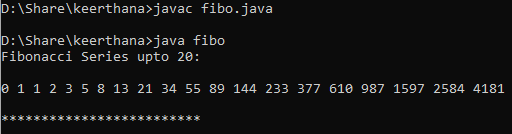 D:\Share\keerthana>javac fibo.java
D:\Share\keerthana>java fibo
Fibonacci Series upto 20:
0 1 1 2 3 5 8 13 21 34 55 89 144 233 377 610 987 1597 2584 4181
*************************